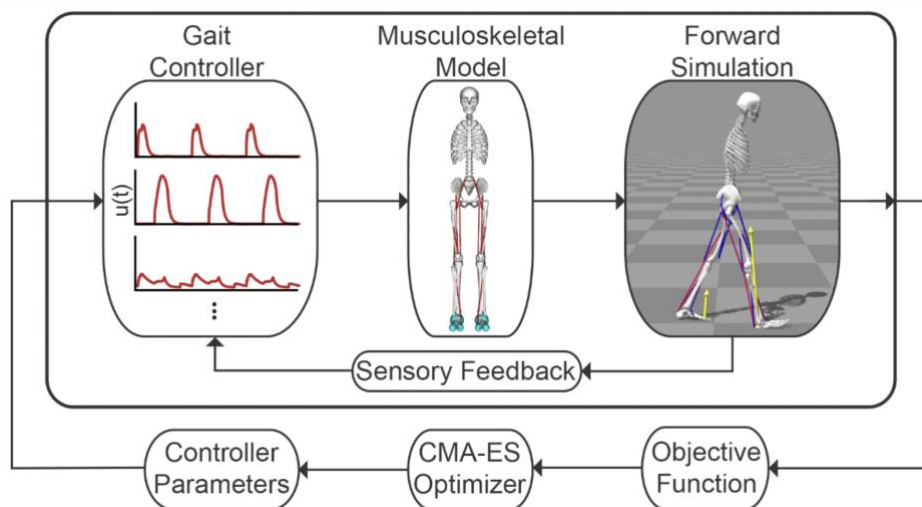 Gait
Controller
Musculoskeletal
Model
Forward
Simulation
u(t)
...
Sensory Feedback
Controller
Parameters
CMA-ES
Optimizer
Objective
Function